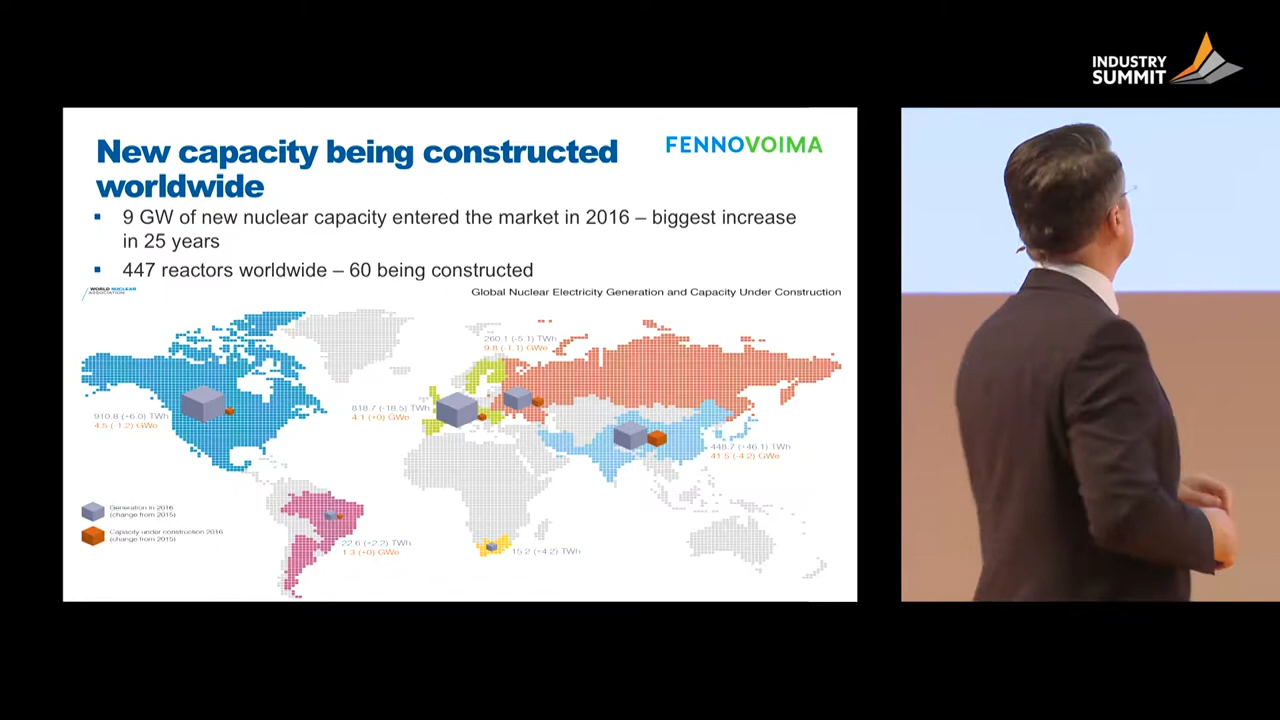 INDUSTRY
SUMMIT
New capacity being constructed
worldwide
FENNOVOIMA
▪ 9 GW of new nuclear capacity entered the market in 2016 – biggest increase
in 25 years
▪ 447 reactors worldwide – 60 being constructed
WORLD NUCLEAR
ASSOCIATION
Global Nuclear Electricity Generation and Capacity Under Construction
260.1 (-5.1) TWh
9.8 (-1.1) GWe
818.7 (-18.5) TWh
4.1 (+0) GWe
910.8 (+6.0) TWh
4.5 (-1.2) GWe
448.7 (+46.1) TWh
41.5 (-4.2) GWe
Generation in 2016
(change from 2015)
Capacity under construction 2016
(change from 2015)
22.6 (+2.2) TWh
1.3 (+0) GWe
15.2 (+4.2) TWh